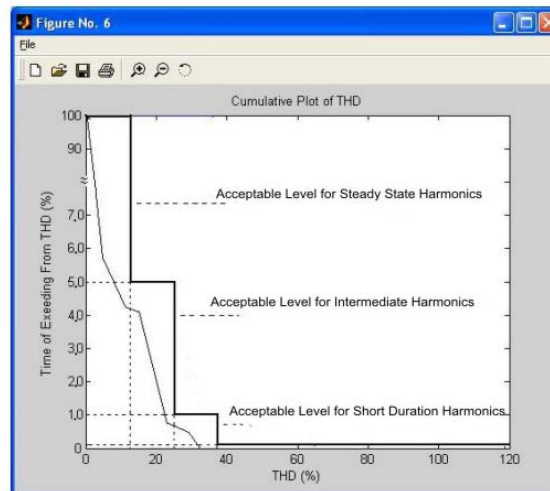 Figure No. 6
File
Cumulative Plot of THD
Time of Exeeding From THD (%)
100
90
7,0
6,0
5,0
4,0
3,0
2,0
1,0
0
Acceptable Level for Steady State Harmonics
Acceptable Level for Intermediate Harmonics
Acceptable Level for Short Duration Harmonics
0 20 40 60 80 100 120
THD (%)